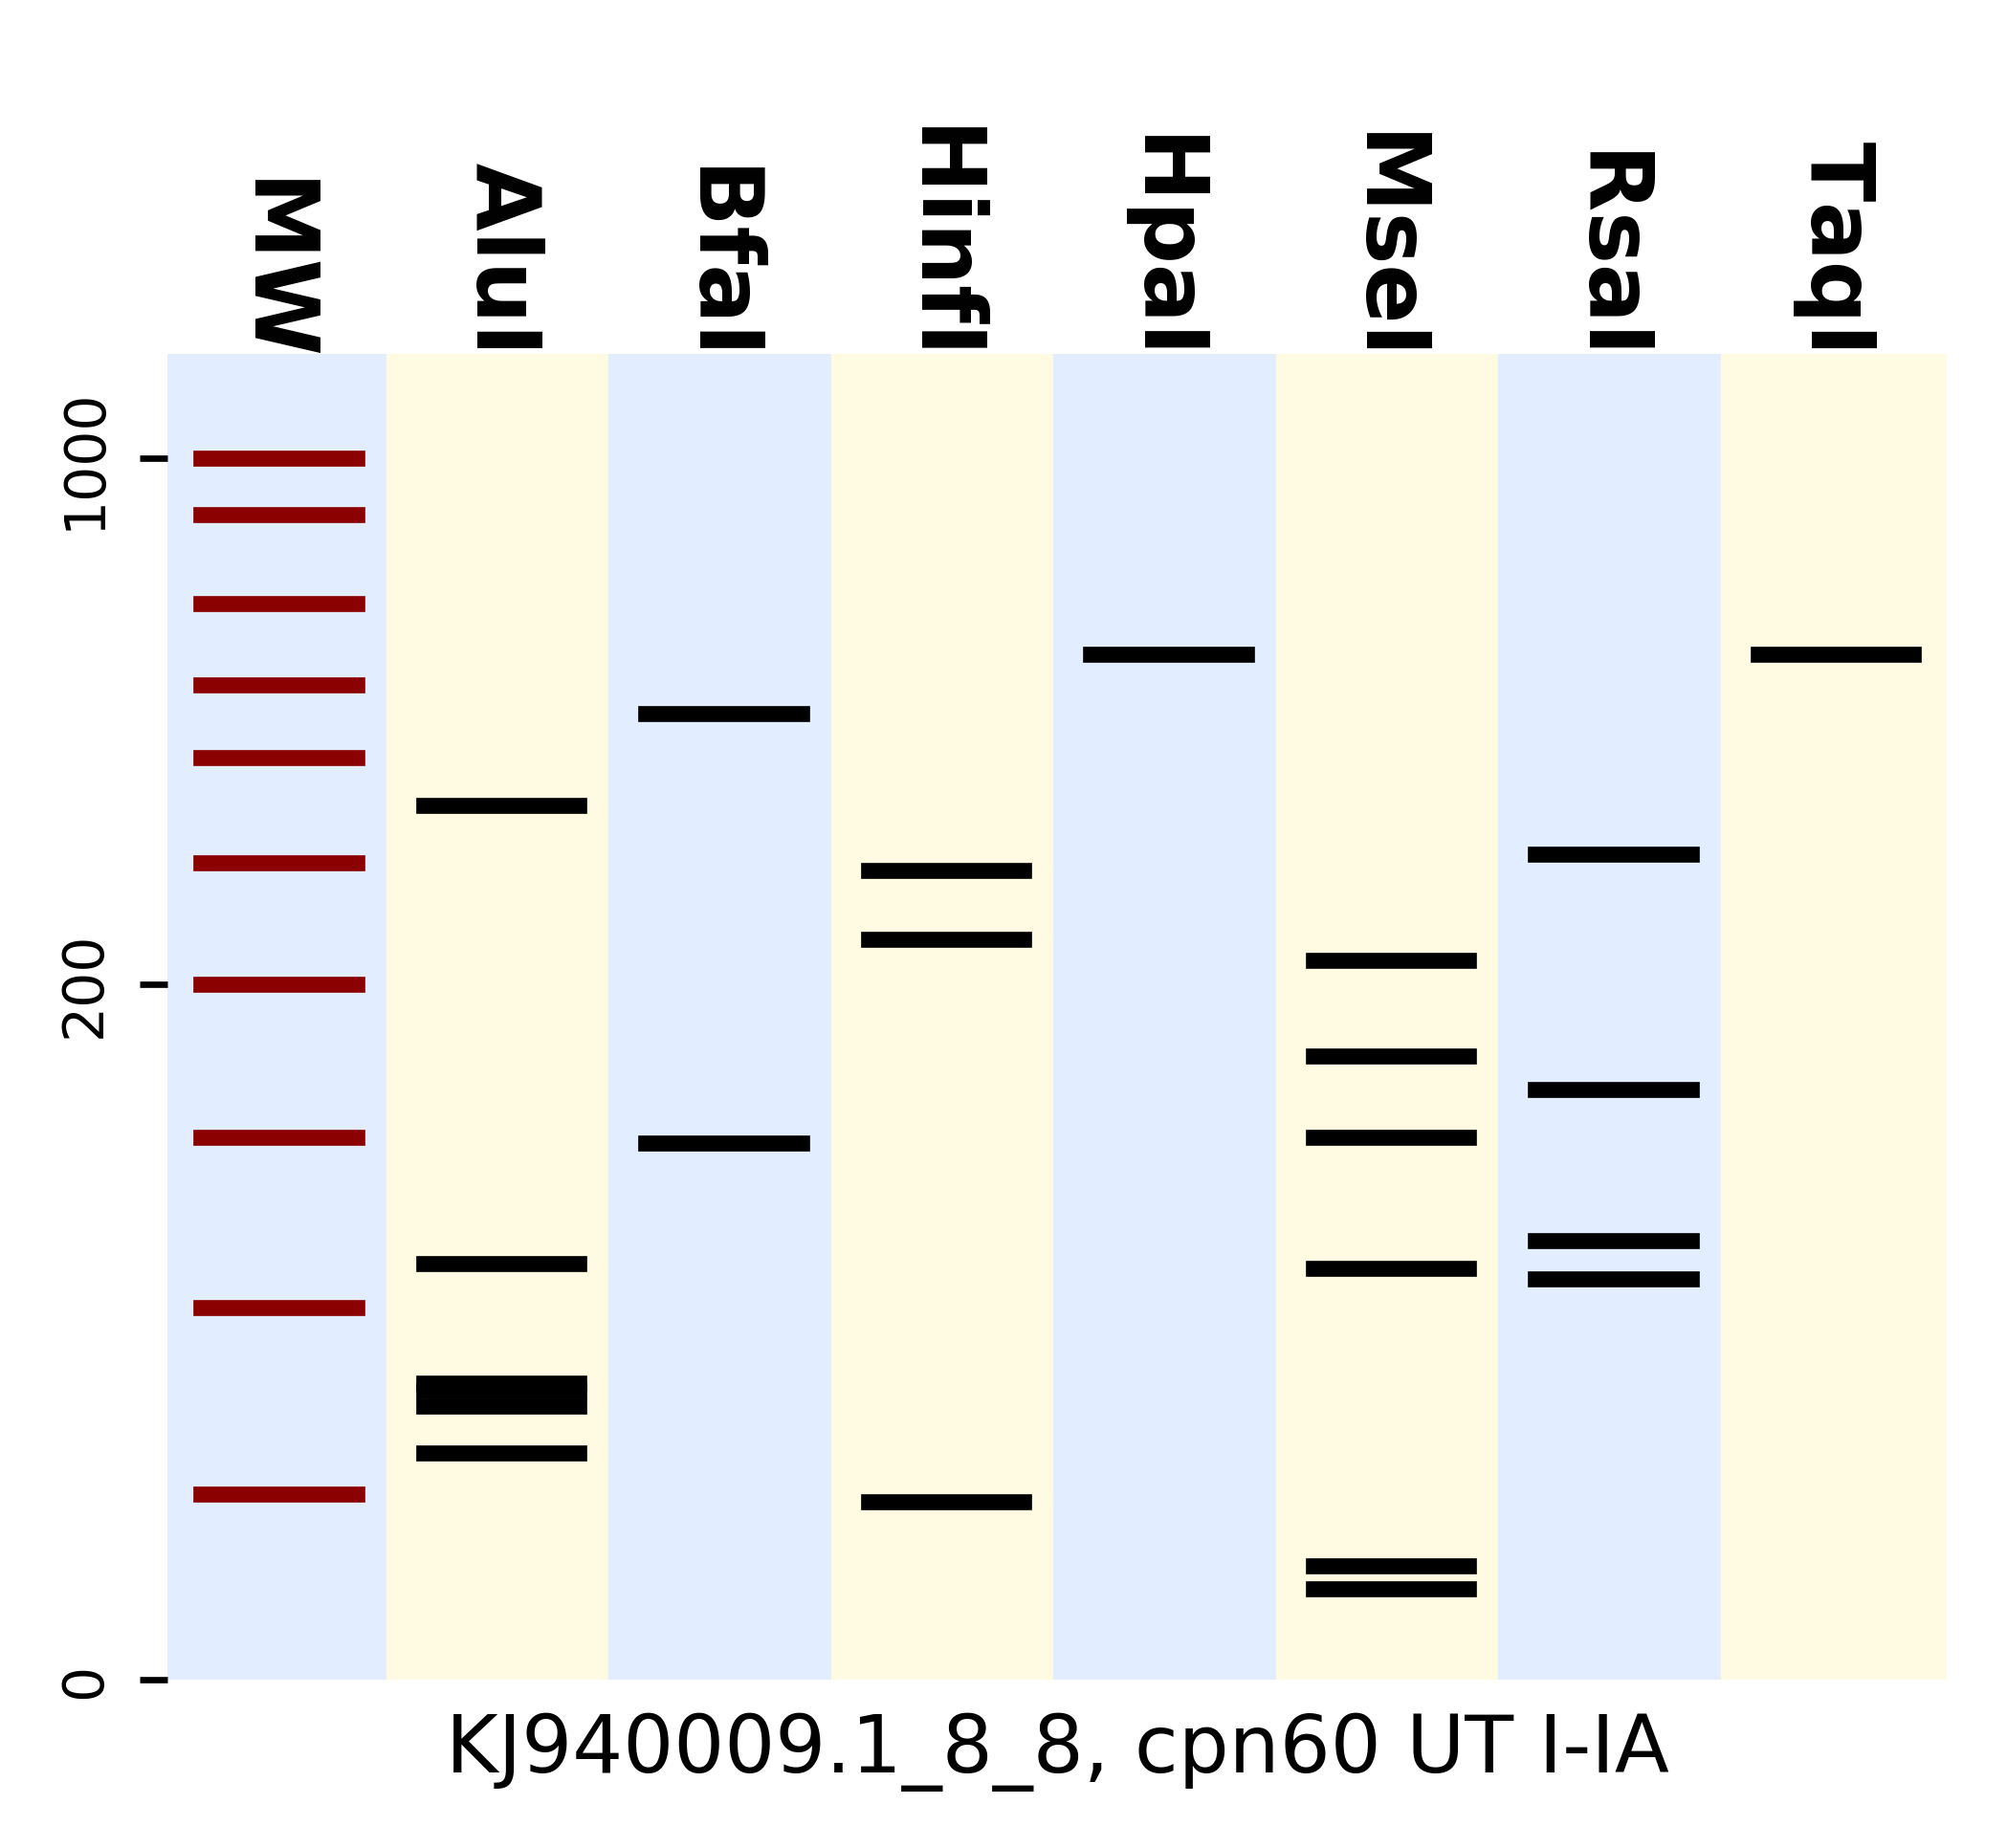 MW
AluI
BfaI
HinfI
HpaI
MseI
RsaI
TaqI
1000
200
0
KJ940009.1_8_8, cpn60 UT I-IA